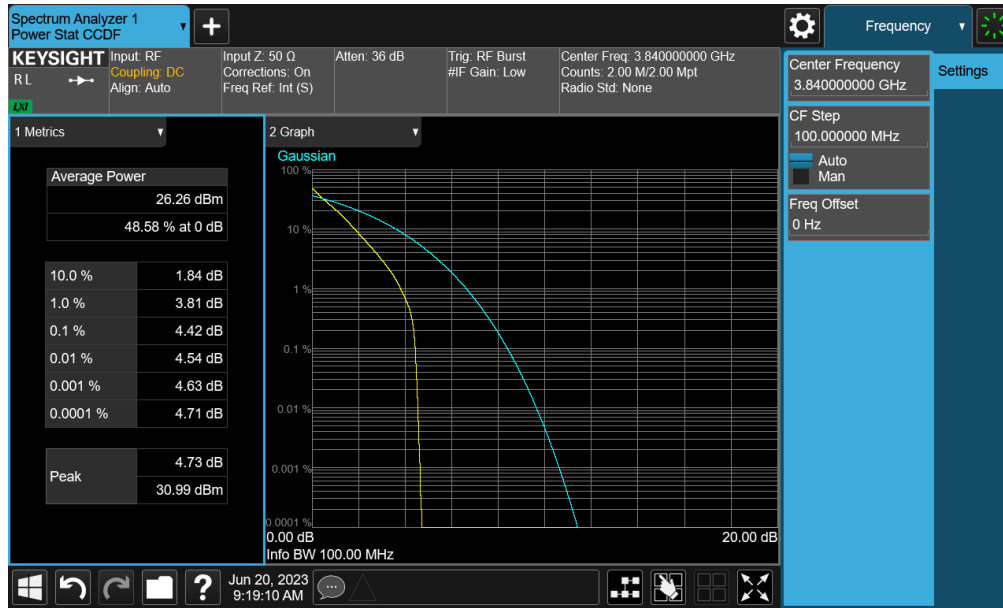 Spectrum Analyzer 1
Power Stat CCDF
Frequency
KEYSIGHT
R L
LXI
Input: RF
Coupling: DC
Align: Auto
Input Z: 50 Ω
Corrections: On
Freq Ref: Int (S)
Atten: 36 dB
Trig: RF Burst
#IF Gain: Low
Center Freq: 3.840000000 GHz
Counts: 2.00 M/2.00 Mpt
Radio Std: None
Center Frequency
3.840000000 GHz
Settings
CF Step
100.000000 MHz
Auto
Man
Freq Offset
0 Hz
1 Metrics
Average Power
26.26 dBm
48.58 % at 0 dB
10.0 % 1.84 dB
1.0 % 3.81 dB
0.1 % 4.42 dB
0.01 % 4.54 dB
0.001 % 4.63 dB
0.0001 % 4.71 dB
Peak
4.73 dB
30.99 dBm
2 Graph
Gaussian
100 %
10 %
1 %
0.1 %
0.01 %
0.001 %
0.0001 %
0.00 dB 20.00 dB
Info BW 100.00 MHz
?
Jun 20, 2023
9:19:10 AM